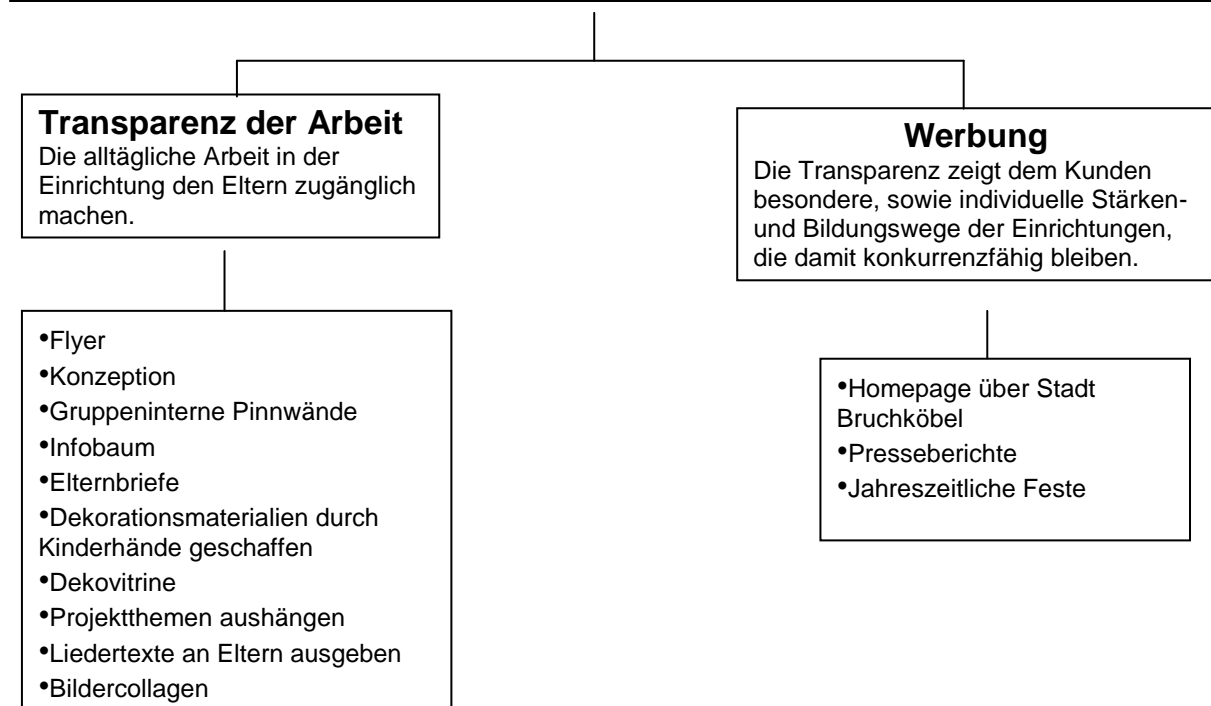 Transparenz der Arbeit
Die alltägliche Arbeit in der
Einrichtung den Eltern zugänglich
machen.
Werbung
Die Transparenz zeigt dem Kunden
besondere, sowie individuelle Stärken-
und Bildungswege der Einrichtungen,
die damit konkurrenzfähig bleiben.
•Flyer
•Konzeption
•Gruppeninterne Pinnwände
•Infobaum
•Elternbriefe
•Dekorationsmaterialien durch
Kinderhände geschaffen
•Dekovitrine
•Projektthemen aushängen
•Liedertexte an Eltern ausgeben
•Bildercollagen
•Homepage über Stadt
Bruchköbel
•Presseberichte
•Jahreszeitliche Feste